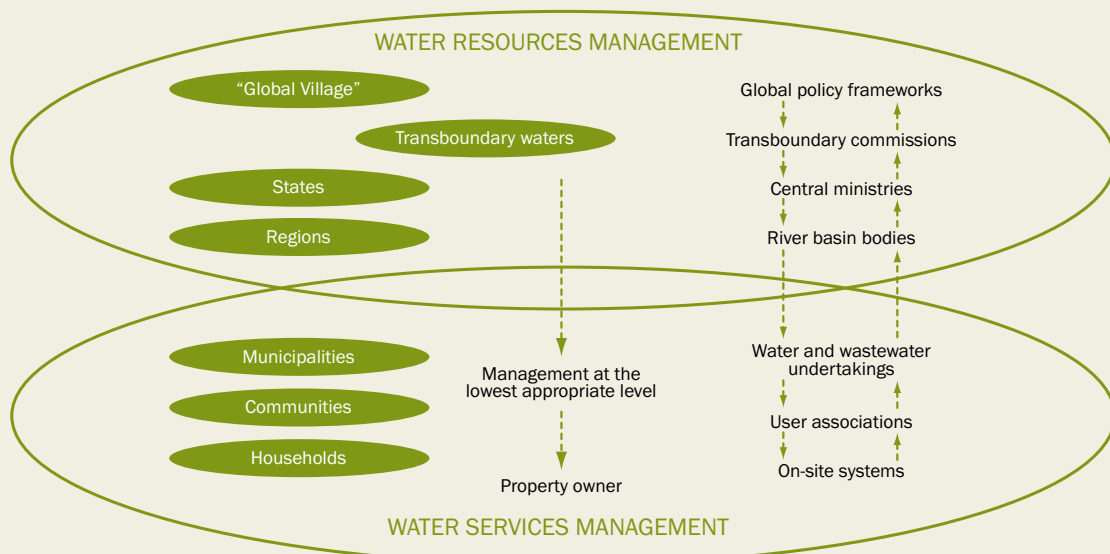 WATER RESOURCES MANAGEMENT
“Global Village”
Global policy frameworks
Transboundary waters
Transboundary commissions
States
Central ministries
Regions
River basin bodies
Municipalities
Water and wastewater
undertakings
Management at the
lowest appropriate level
Communities
User associations
Households
On-site systems
Property owner
WATER SERVICES MANAGEMENT